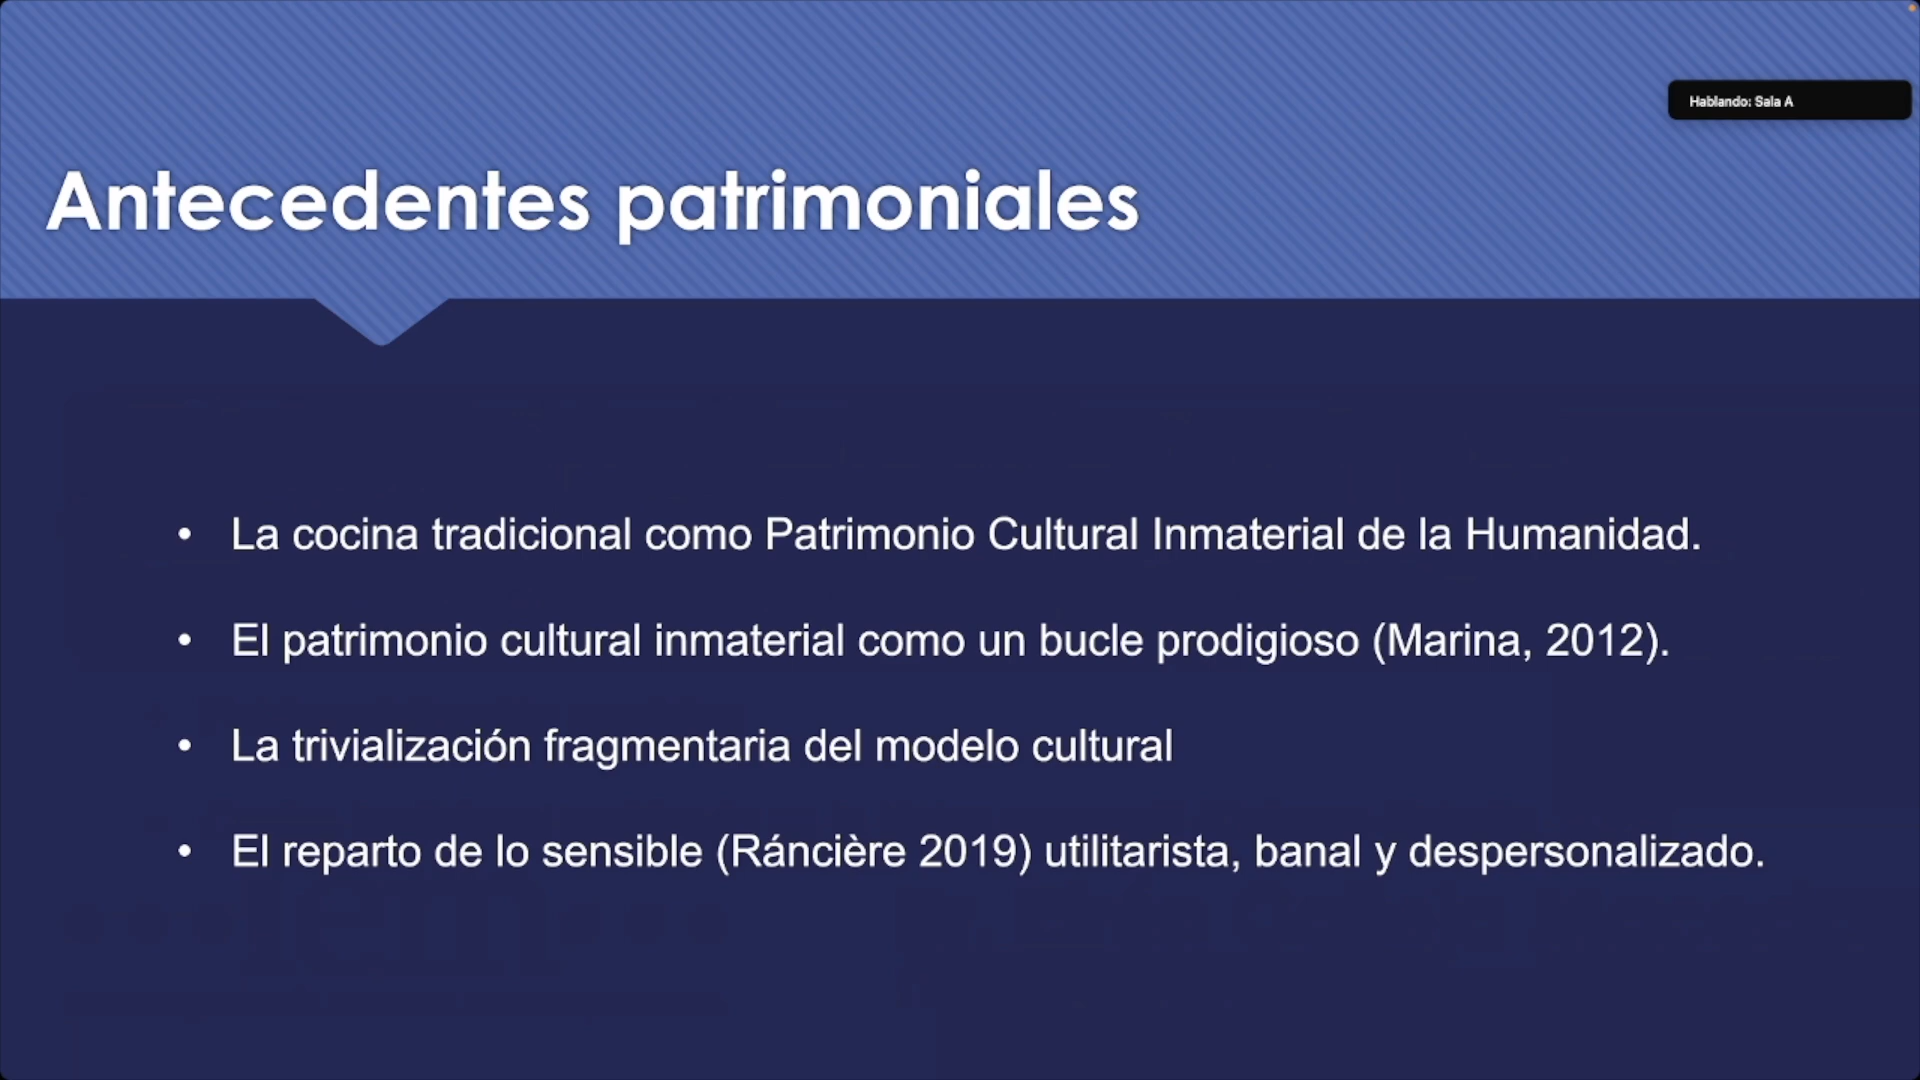 Hablando: Sala A
Antecedentes patrimoniales
• La cocina tradicional como Patrimonio Cultural Inmaterial de la Humanidad.
• El patrimonio cultural inmaterial como un bucle prodigioso (Marina, 2012).
• La trivialización fragmentaria del modelo cultural
• El reparto de lo sensible (Ráncière 2019) utilitarista, banal y despersonalizado.